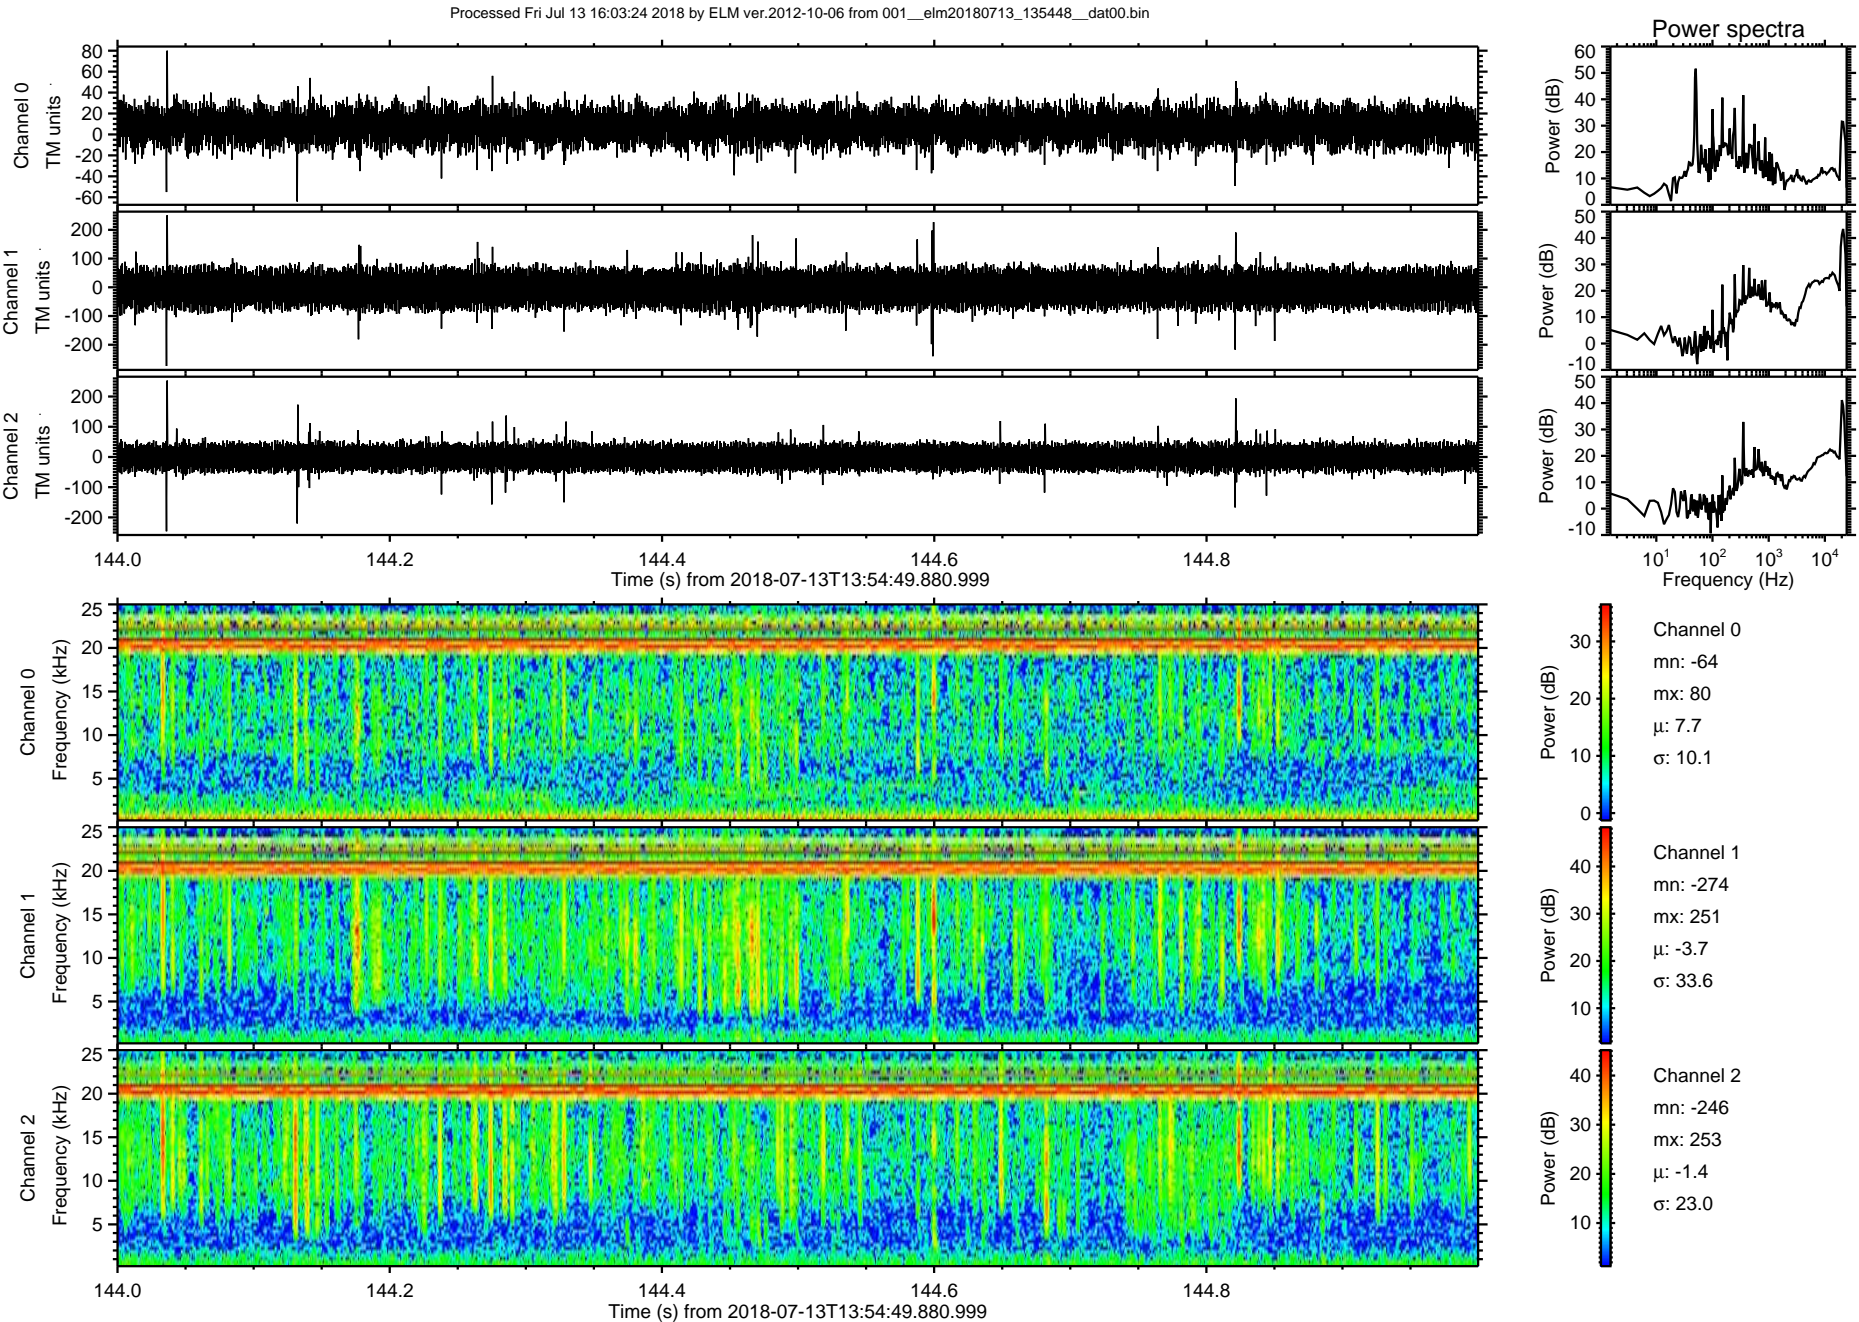 Processed Fri Jul 13 16:03:24 2018 by ELM ver.2012-10-06 from 001__elm20180713_135448__dat00.bin
Power spectra
Channel 0
TM units
80
60
40
20
0
-20
-40
-60
Power (dB)
60
50
40
30
20
10
0
Channel 1
TM units
200
100
0
-100
-200
Power (dB)
50
40
30
20
10
0
-10
Channel 2
TM units
200
100
0
-100
-200
Power (dB)
50
40
30
20
10
0
-10
144.0 144.2 144.4 144.6 144.8
Time (s) from 2018-07-13T13:54:49.880.999
10¹ 10² 10³ 10⁴
Frequency (Hz)
Channel 0
Frequency (kHz)
25
20
15
10
5
Power (dB)
30
20
10
0
Channel 0
mn: -64
mx: 80
μ: 7.7
σ: 10.1
Channel 1
Frequency (kHz)
25
20
15
10
5
Power (dB)
40
30
20
10
Channel 1
mn: -274
mx: 251
μ: -3.7
σ: 33.6
Channel 2
Frequency (kHz)
25
20
15
10
5
Power (dB)
40
30
20
10
Channel 2
mn: -246
mx: 253
μ: -1.4
σ: 23.0
144.0 144.2 144.4 144.6 144.8
Time (s) from 2018-07-13T13:54:49.880.999